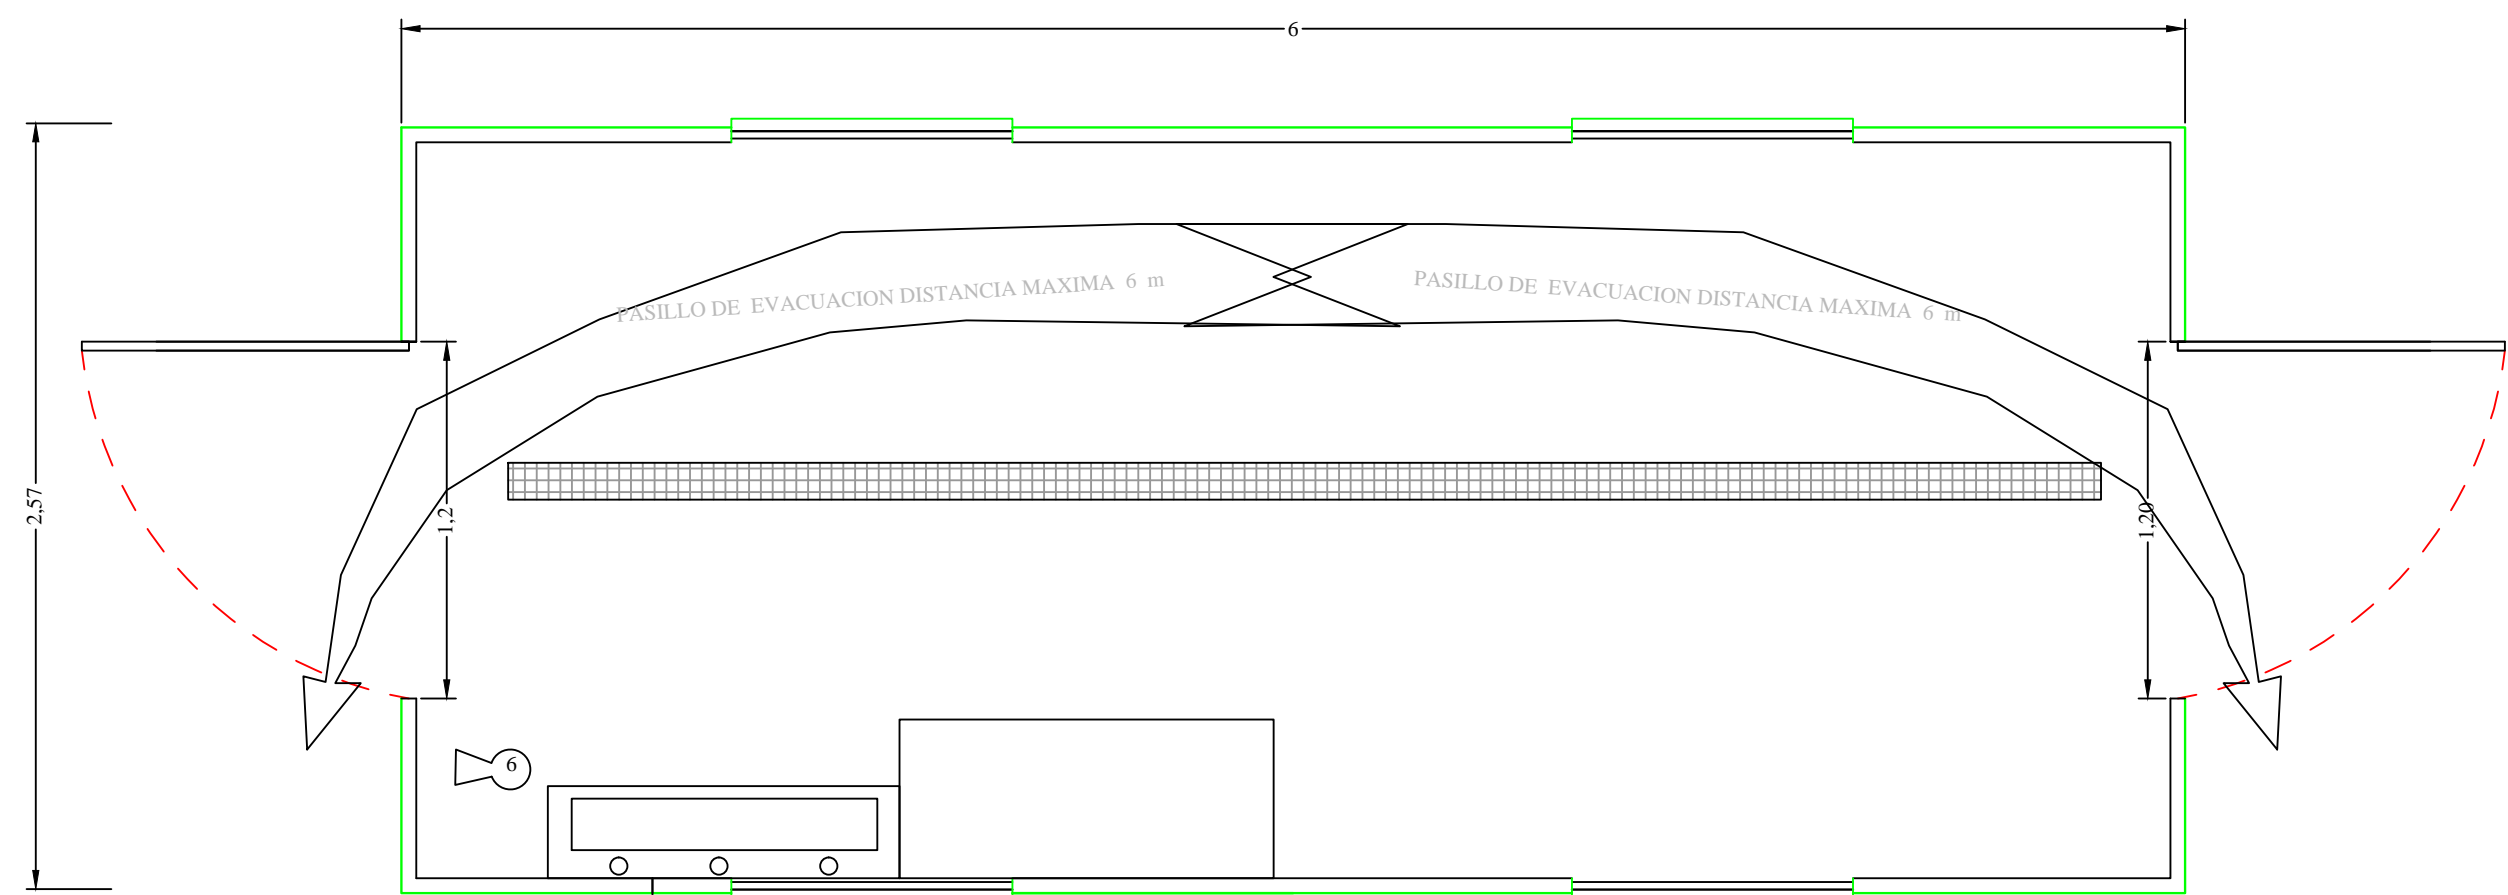 6
PASILLO DE EVACUACION DISTANCIA MAXIMA 6 m
PASILLO DE EVACUACION DISTANCIA MAXIMA 6 m
2,57
1,2
1,20
6